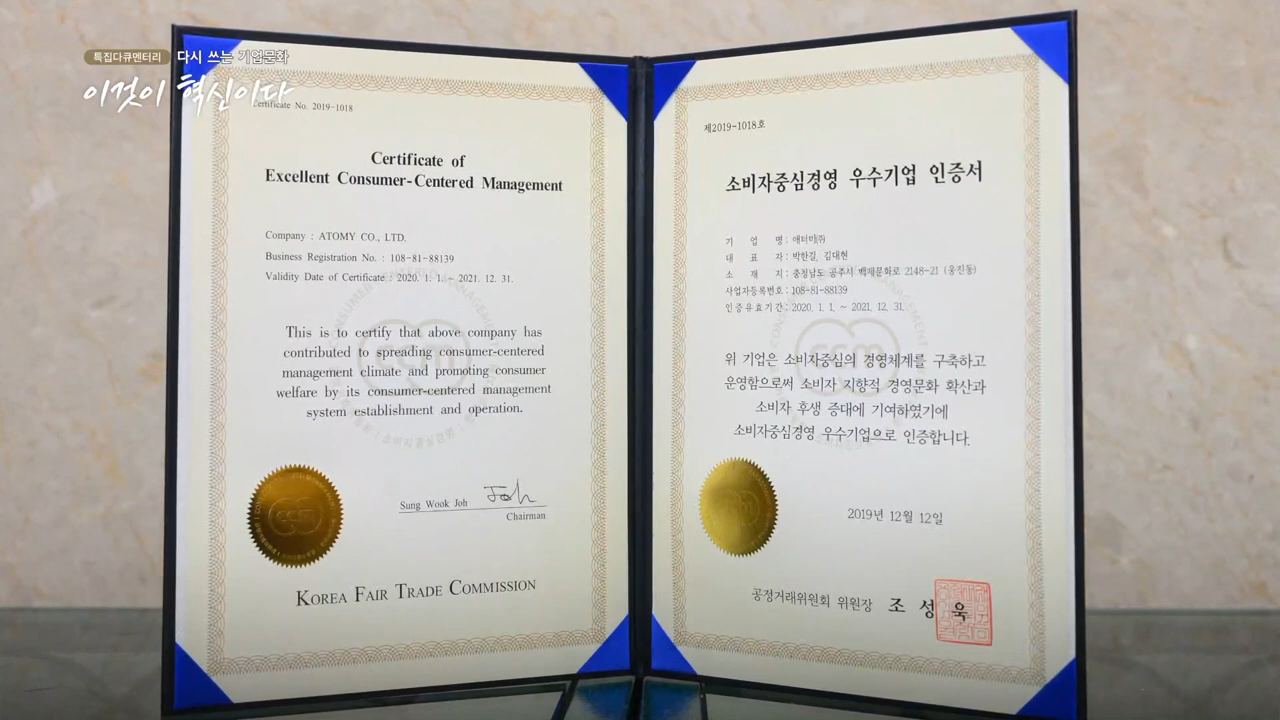 특집다큐멘터리 다시 쓰는 기업문화
이것이 혁신이다
Certificate No. 2019-1018
Certificate of
Excellent Consumer-Centered Management
Company : ATOMY CO., LTD.
Business Registration No. : 108-81-88139
Validity Date of Certificate : 2020. 1. 1. ~ 2021. 12. 31.
This is to certify that above company has
contributed to spreading consumer-centered
management climate and promoting consumer
welfare by its consumer-centered management
system establishment and operation.
Sung Wook Joh
Chairman
KOREA FAIR TRADE COMMISSION
제2019-1018호
소비자중심경영 우수기업 인증서
기 업 명 : 애터미㈜
대 표 자 : 박한길, 김대현
소 재 지 : 충청남도 공주시 백제문화로 2148-21 (웅진동)
사업자등록번호 : 108-81-88139
인증유효기간 : 2020. 1. 1. ~ 2021. 12. 31.
위 기업은 소비자중심의 경영체계를 구축하고
운영함으로써 소비자 지향적 경영문화 확산과
소비자 후생 증대에 기여하였기에
소비자중심경영 우수기업으로 인증합니다.
2019년 12월 12일
공정거래위원회 위원장 조 성 욱